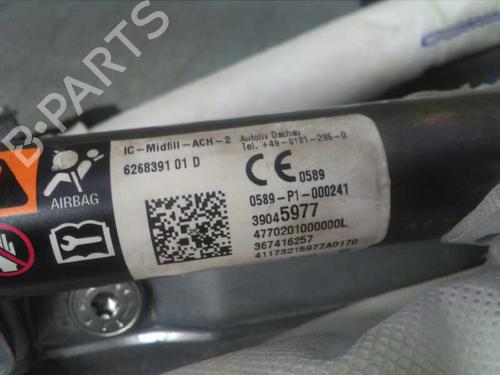 IC-Midfill-ACH-2
Autoliv Dachau
Tel. +49-8131-295-0
6268391 01 D
CE 0589
0589-P1-000241
39045977
4770201000000L
367416257
41173215977A0170
AIRBAG
B PARTS